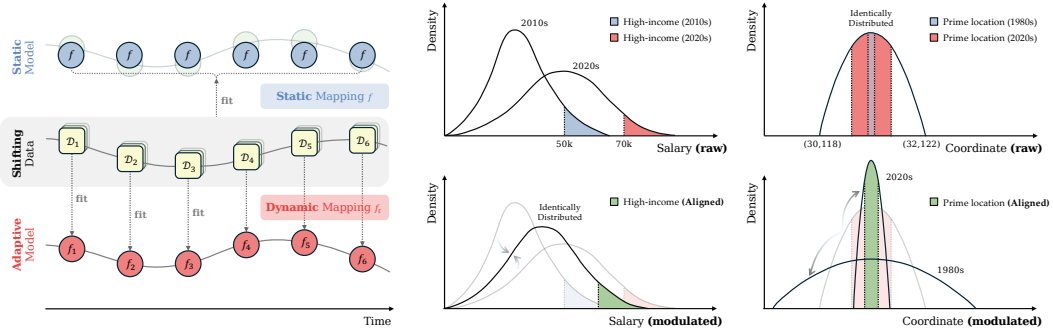 Static
Model
f
f
f
f
f
f
fit
Static Mapping f
Shifting
Data
D1
D2
D3
D4
D5
D6
fit
fit
fit
Dynamic Mapping ft
Adaptive
Model
f1
f2
f3
f4
f5
f6
Time
Density
2010s
2020s
High-income (2010s)
High-income (2020s)
50k
70k
Salary (raw)
Density
Identically
Distributed
High-income (Aligned)
Salary (modulated)
Density
Identically
Distributed
Prime location (1980s)
Prime location (2020s)
(30,118)
(32,122)
Coordinate (raw)
Density
2020s
1980s
Prime location (Aligned)
Coordinate (modulated)